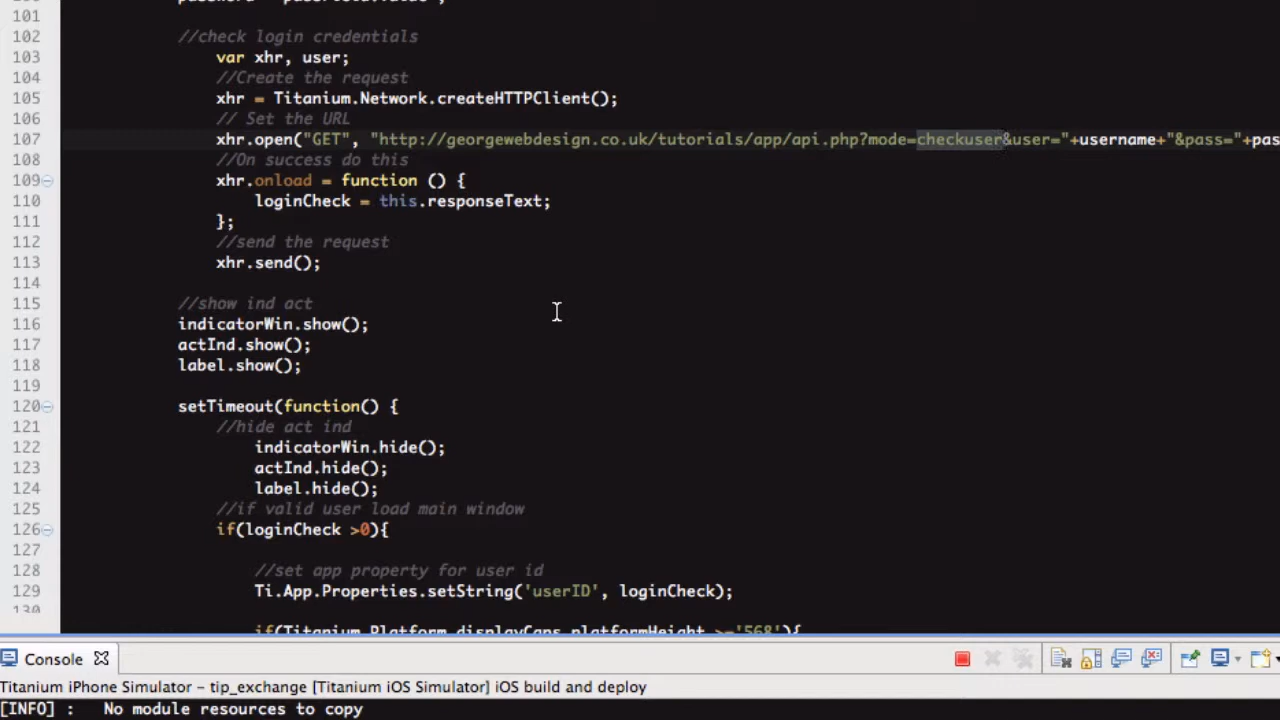 101
102 //check login credentials
103 var xhr, user;
104 //Create the request
105 xhr = Titanium.Network.createHTTPClient();
106 // Set the URL
107 xhr.open("GET", "http://georgewebdesign.co.uk/tutorials/app/api.php?mode=checkuser&user="+username+"&pass="+pas
108 //On success do this
109 xhr.onload = function () {
110 loginCheck = this.responseText;
111 };
112 //send the request
113 xhr.send();
114
115 //show ind act
116 indicatorWin.show();
117 actInd.show();
118 label.show();
119
120 setTimeout(function() {
121 //hide act ind
122 indicatorWin.hide();
123 actInd.hide();
124 label.hide();
125 //if valid user load main window
126 if(loginCheck >0){
127
128 //set app property for user id
129 Ti.App.Properties.setString('userID', loginCheck);
130 if(Titanium.Platform.displayCaps.platformHeight >='568'){
Console
Titanium iPhone Simulator - tip_exchange [Titanium iOS Simulator] iOS build and deploy
[INFO] : No module resources to copy